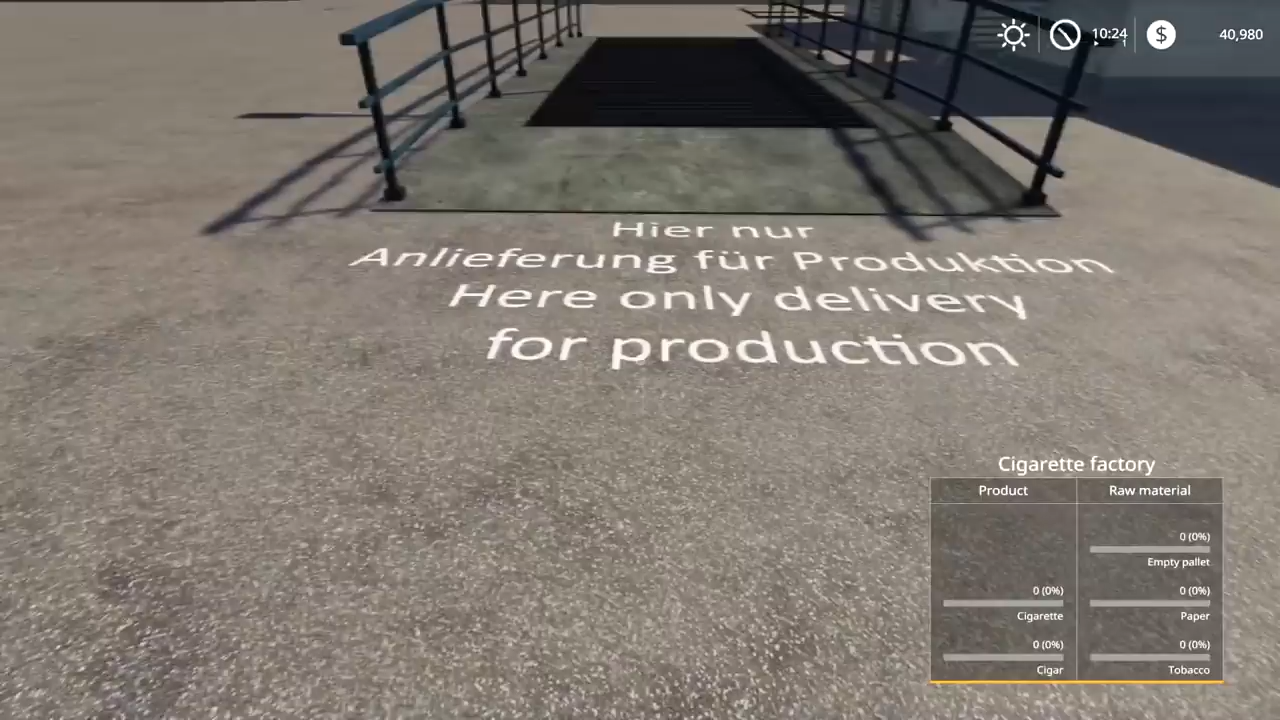 10:24
1
$
40,980
Hier nur
Anlieferung für Produktion
Here only delivery
for production
Cigarette factory
Product
Raw material
0 (0%)
Empty pallet
0 (0%)
Cigarette
0 (0%)
Paper
0 (0%)
Cigar
0 (0%)
Tobacco